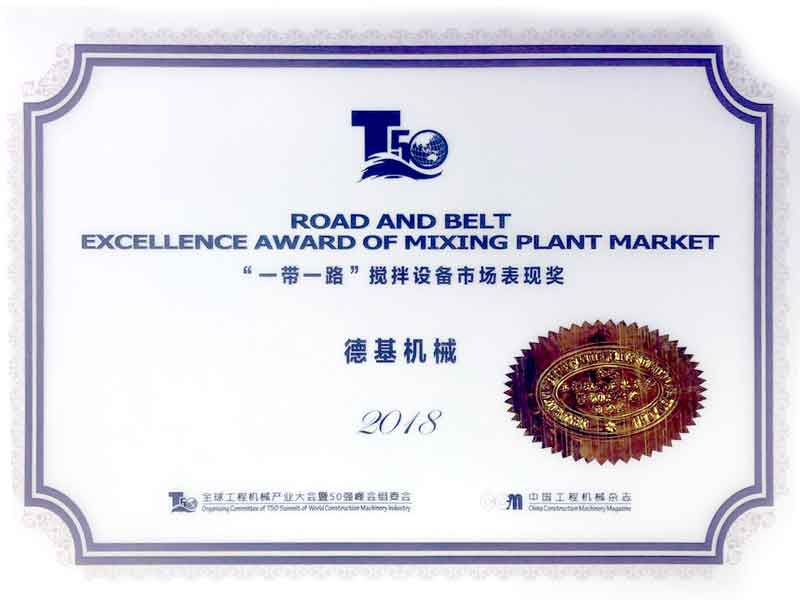 T50
ROAD AND BELT
EXCELLENCE AWARD OF MIXING PLANT MARKET
“一带一路”搅拌设备市场表现奖
德基机械
2018
T50 全球工程机械产业大会暨50强峰会组委会
Organising Committee of T50 Summit of World Construction Machinery Industry
中国工程机械杂志
China Construction Machinery Magazine